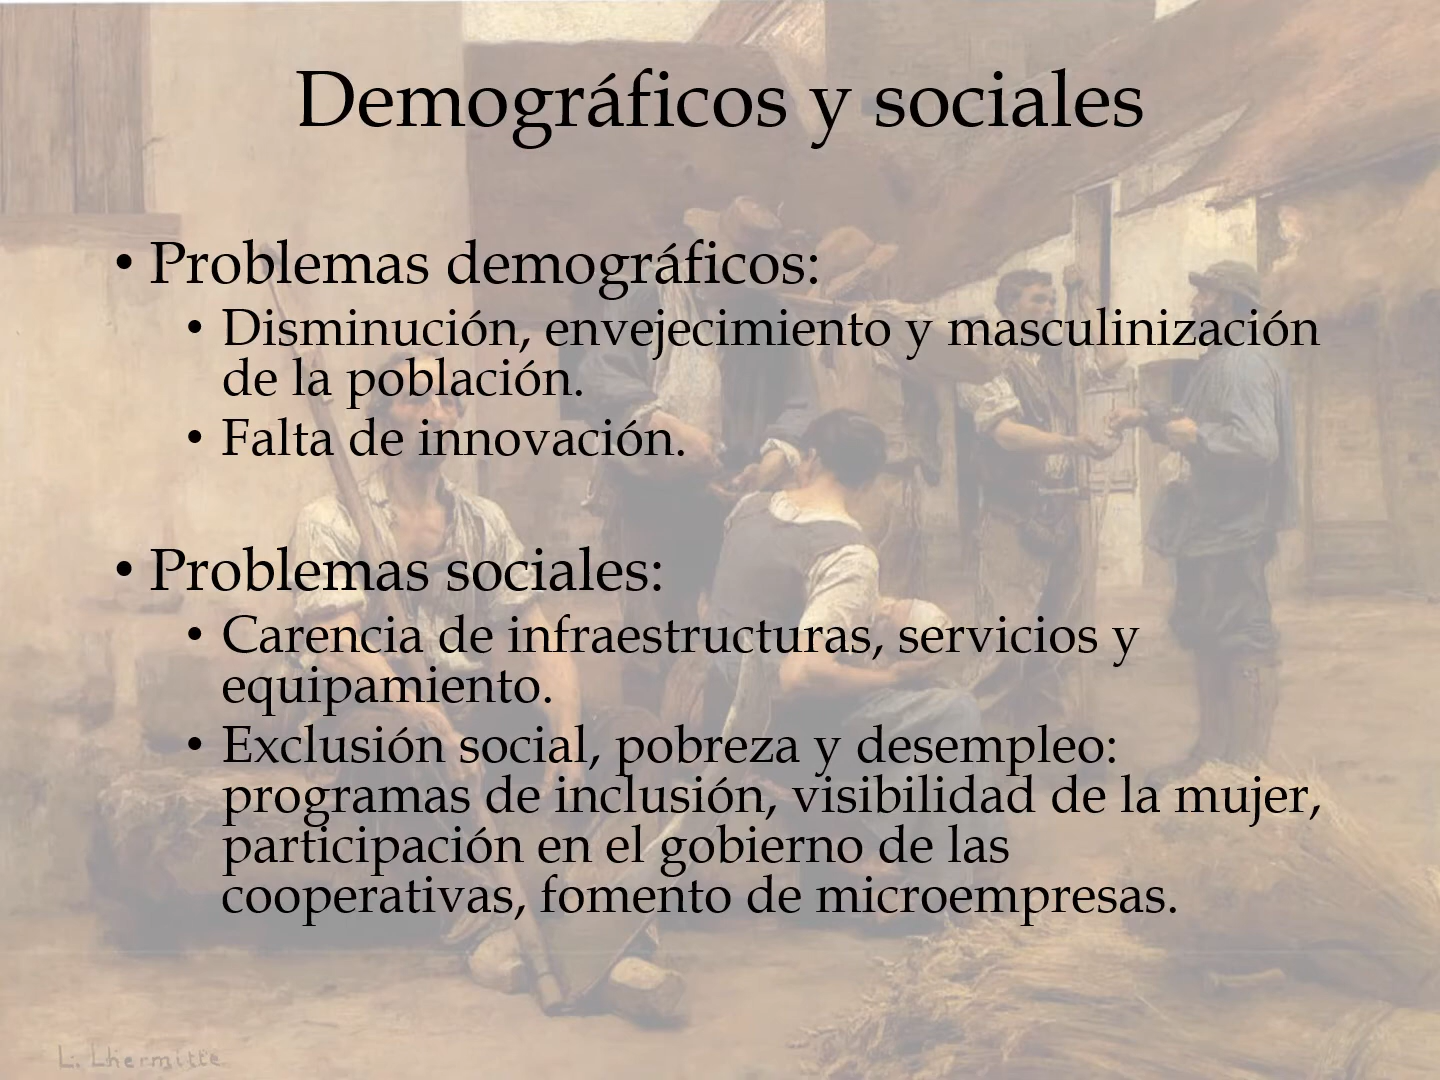 Demográficos y sociales
• Problemas demográficos:
• Disminución, envejecimiento y masculinización
de la población.
• Falta de innovación.
• Problemas sociales:
• Carencia de infraestructuras, servicios y
equipamiento.
• Exclusión social, pobreza y desempleo:
programas de inclusión, visibilidad de la mujer,
participación en el gobierno de las
cooperativas, fomento de microempresas.
L. Lhermitte